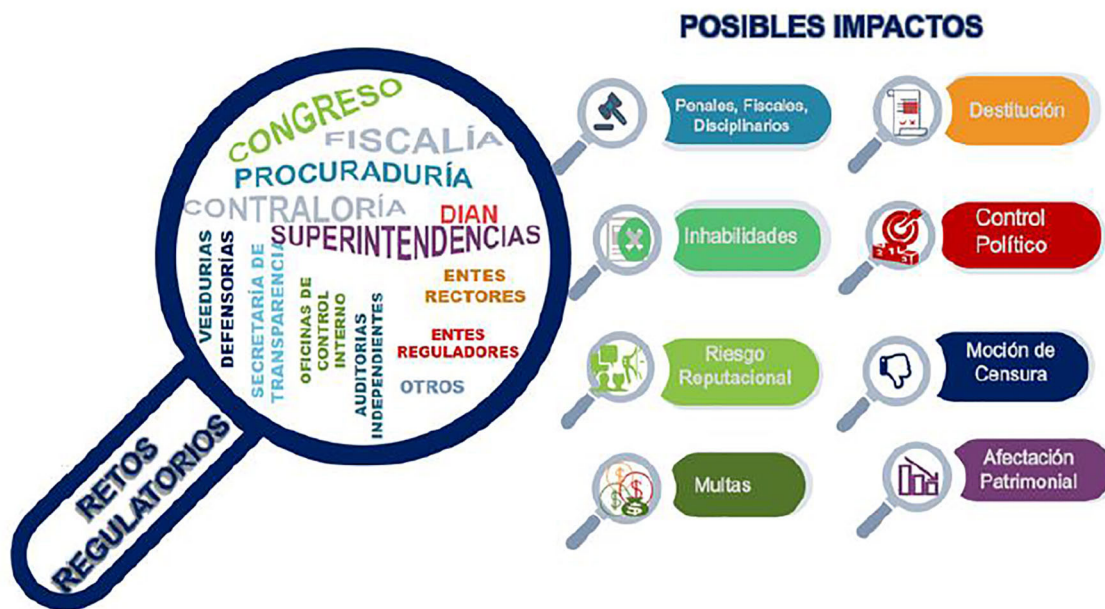 POSIBLES IMPACTOS
CONGRESO
FISCALÍA
PROCURADURÍA
CONTRALORÍA
DIAN
SUPERINTENDENCIAS
VEEDURIAS
DEFENSORÍAS
SECRETARÍA DE
TRANSPARENCIA
OFICINAS DE
CONTROL
INTERNO
AUDITORIAS
INDEPENDIENTES
ENTES
RECTORES
ENTES
REGULADORES
OTROS
RETOS
REGULATORIOS
Penales, Fiscales,
Disciplinarios
Destitución
Inhabilidades
Control
Político
Riesgo
Reputacional
Moción de
Censura
Multas
Afectación
Patrimonial